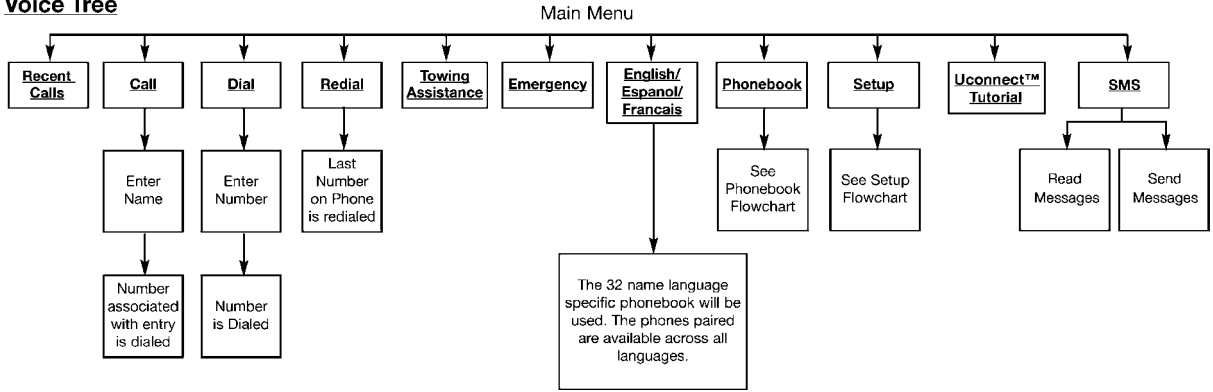 Voice Tree
Main Menu
Recent
Calls
Call
Dial
Redial
Towing
Assistance
Emergency
English/
Espanol/
Francais
Phonebook
Setup
Uconnect™
Tutorial
SMS
Enter
Name
Enter
Number
Last
Number
on Phone
is redialed
See
Phonebook
Flowchart
See Setup
Flowchart
Read
Messages
Send
Messages
Number
associated
with entry
is dialed
Number
is Dialed
The 32 name language
specific phonebook will be
used. The phones paired
are available across all
languages.